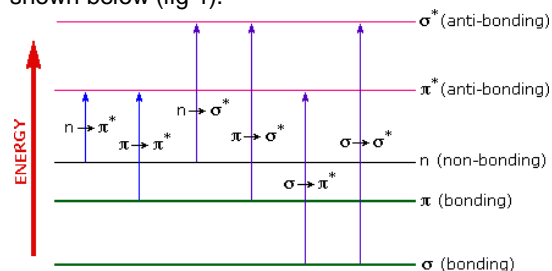 shown below (fig 1).
σ* (anti-bonding)
π* (anti-bonding)
n → σ*
n → π*
π → σ*
π → π*
σ → σ*
n (non-bonding)
σ → π*
π (bonding)
σ (bonding)
ENERGY